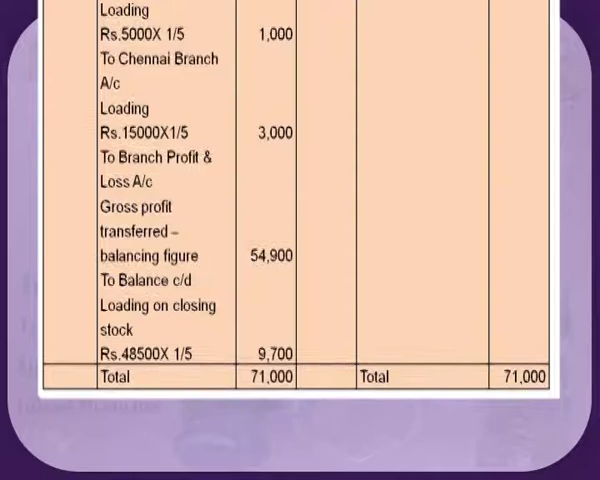 Loading
Rs.5000X 1/5 1,000
To Chennai Branch
A/c
Loading
Rs.15000X1/5 3,000
To Branch Profit &
Loss A/c
Gross profit
transferred –
balancing figure 54,900
To Balance c/d
Loading on closing
stock
Rs.48500X 1/5 9,700
Total 71,000 Total 71,000